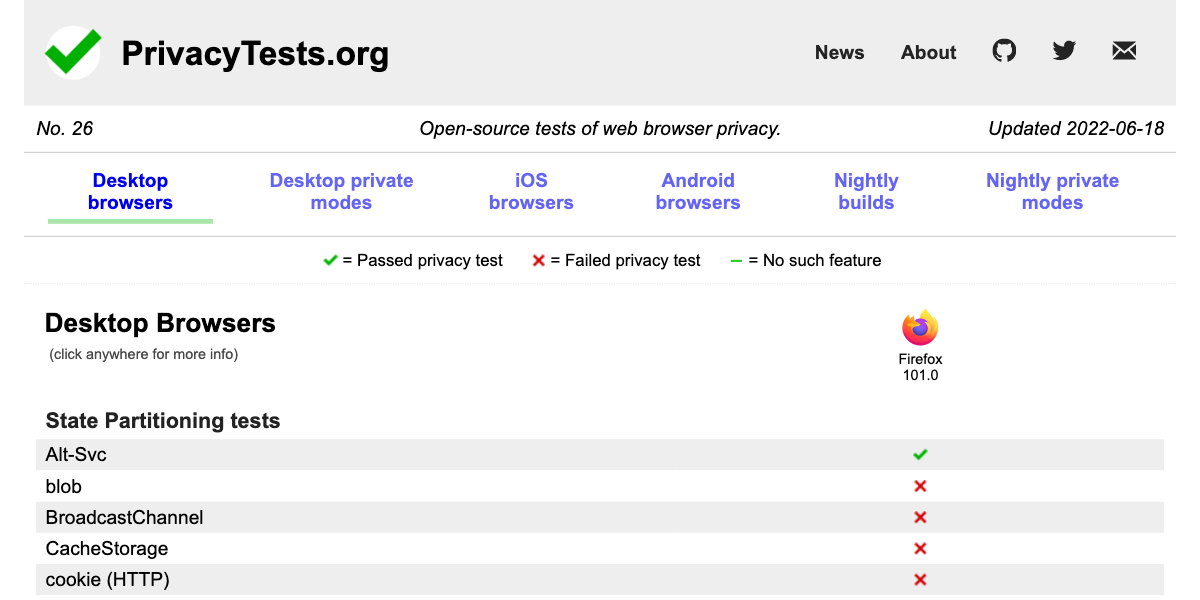 PrivacyTests.org
News About
No. 26 Open-source tests of web browser privacy. Updated 2022-06-18
Desktop browsers
Desktop private modes
iOS browsers
Android browsers
Nightly builds
Nightly private modes
= Passed privacy test = Failed privacy test = No such feature
Desktop Browsers
(click anywhere for more info)
Firefox
101.0
State Partitioning tests
Alt-Svc
blob
BroadcastChannel
CacheStorage
cookie (HTTP)